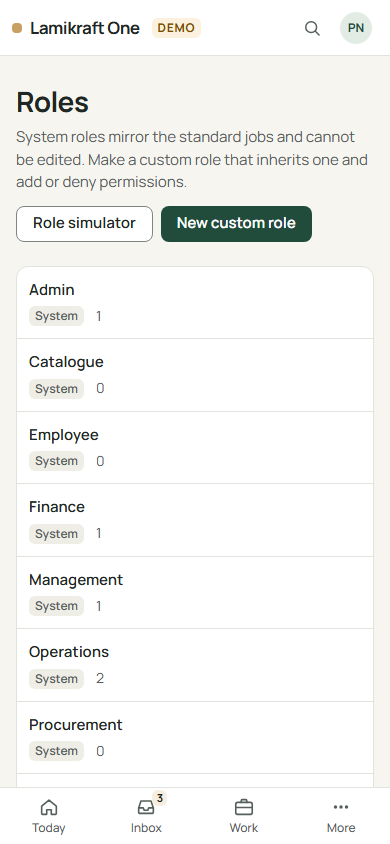 Lamikraft One DEMO PN
Roles
System roles mirror the standard jobs and cannot
be edited. Make a custom role that inherits one and
add or deny permissions.
Role simulator New custom role
Admin
System 1
Catalogue
System 0
Employee
System 0
Finance
System 1
Management
System 1
Operations
System 2
Procurement
System 0
3
Today Inbox Work More